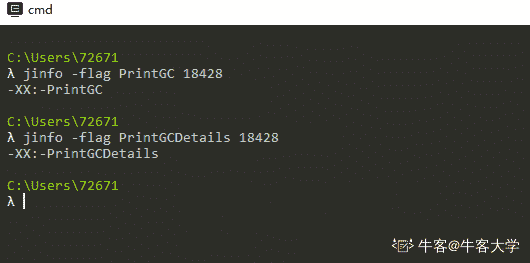 cmd
C:\Users\72671
λ jinfo -flag PrintGC 18428
-XX:-PrintGC
C:\Users\72671
λ jinfo -flag PrintGCDetails 18428
-XX:-PrintGCDetails
C:\Users\72671
λ
牛客@牛客大学